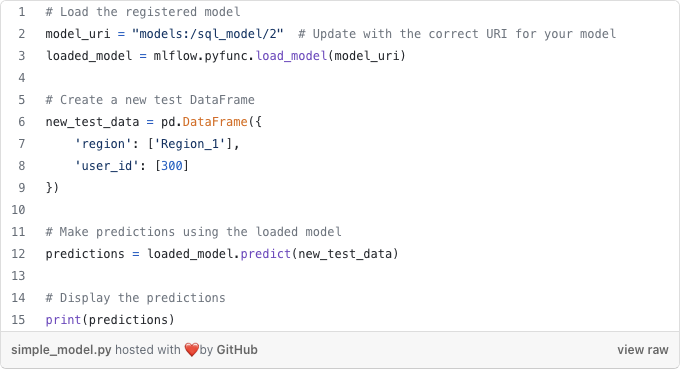 1 # Load the registered model
2 model_uri = "models:/sql_model/2"  # Update with the correct URI for your model
3 loaded_model = mlflow.pyfunc.load_model(model_uri)
4
5 # Create a new test DataFrame
6 new_test_data = pd.DataFrame({
7     'region': ['Region_1'],
8     'user_id': [300]
9 })
10
11 # Make predictions using the loaded model
12 predictions = loaded_model.predict(new_test_data)
13
14 # Display the predictions
15 print(predictions)
simple_model.py hosted with ❤️by GitHub view raw